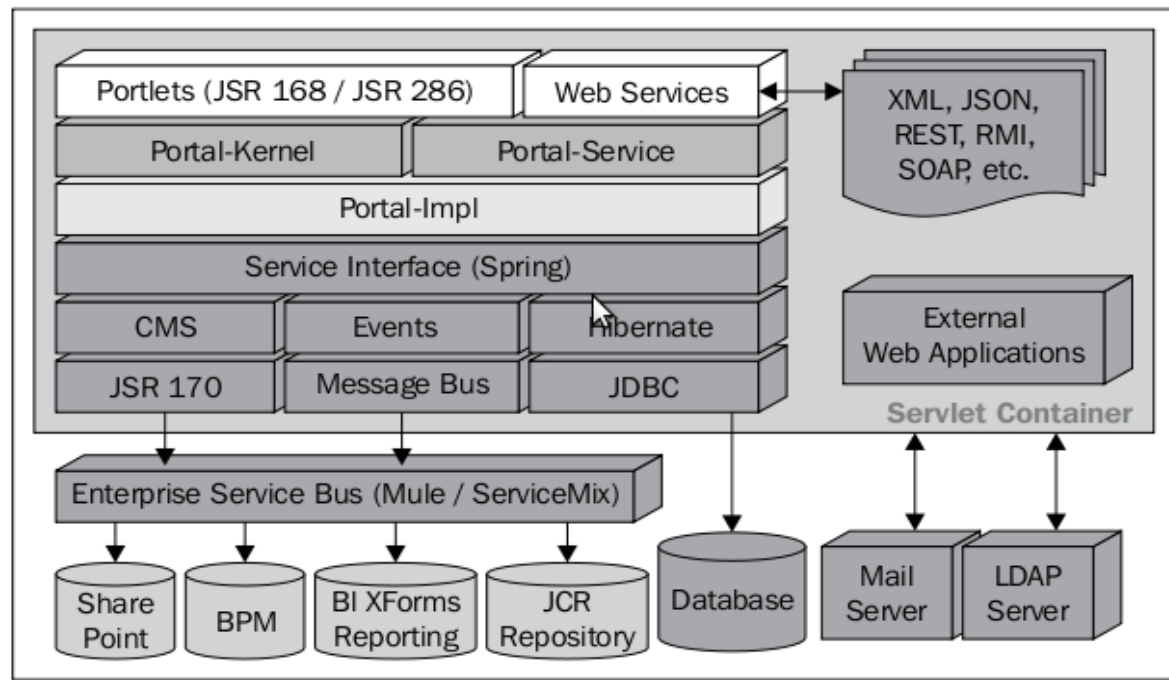 Portlets (JSR 168 / JSR 286)
Web Services
XML, JSON,
REST, RMI,
SOAP, etc.
Portal-Kernel
Portal-Service
Portal-Impl
Service Interface (Spring)
CMS
Events
Hibernate
External
Web Applications
JSR 170
Message Bus
JDBC
Servlet Container
Enterprise Service Bus (Mule / ServiceMix)
Share
Point
BPM
BI XForms
Reporting
JCR
Repository
Database
Mail
Server
LDAP
Server